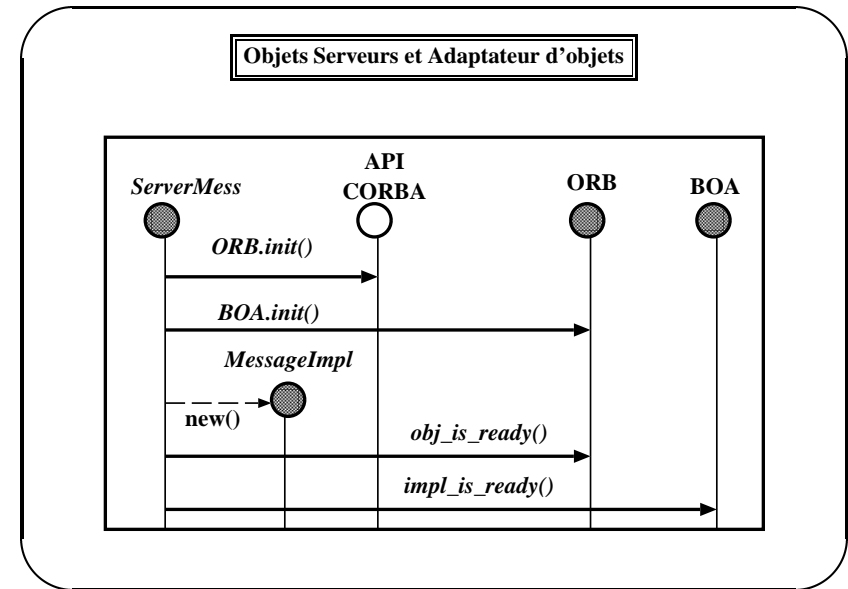 Objets Serveurs et Adaptateur d'objets
API
ServerMess
CORBA
ORB
BOA
ORB.init()
BOA.init()
MessageImpl
new()
obj_is_ready()
impl_is_ready()